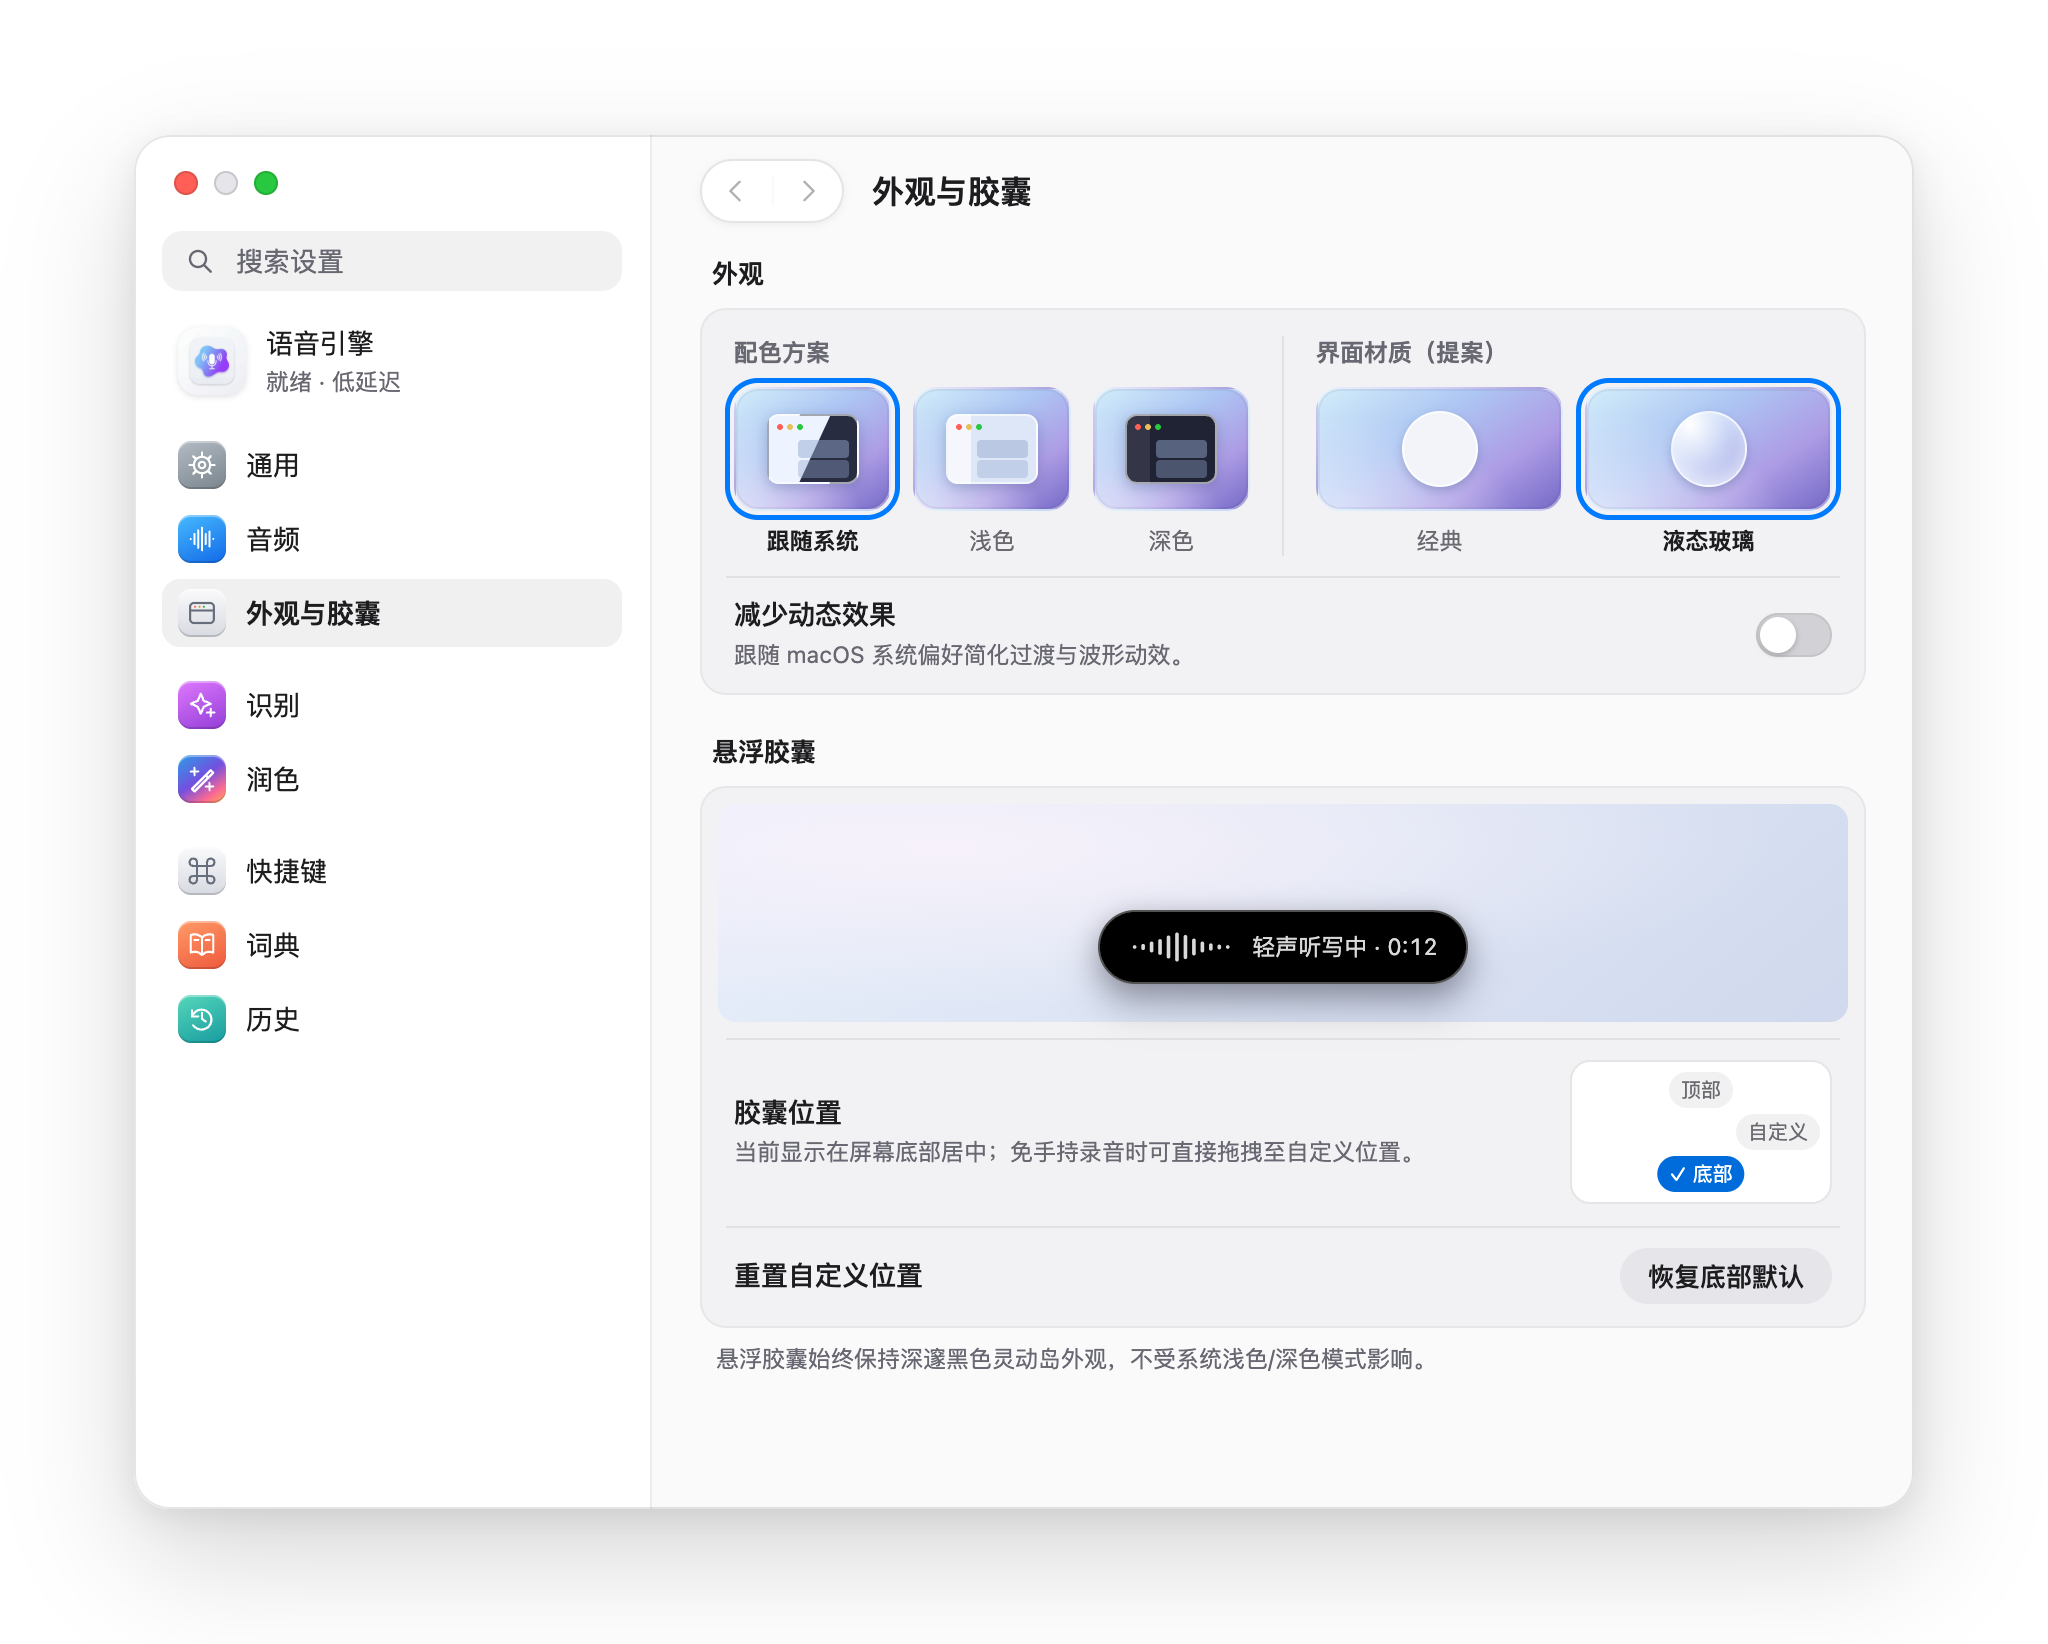 搜索设置
语音引擎
就绪 · 低延迟
通用
音频
外观与胶囊
识别
润色
快捷键
词典
历史
外观与胶囊
外观
配色方案
界面材质（提案）
跟随系统
浅色
深色
经典
液态玻璃
减少动态效果
跟随 macOS 系统偏好简化过渡与波形动效。
悬浮胶囊
轻声听写中 · 0:12
胶囊位置
当前显示在屏幕底部居中；免手持录音时可直接拖拽至自定义位置。
顶部
自定义
底部
重置自定义位置
恢复底部默认
悬浮胶囊始终保持深邃黑色灵动岛外观，不受系统浅色/深色模式影响。